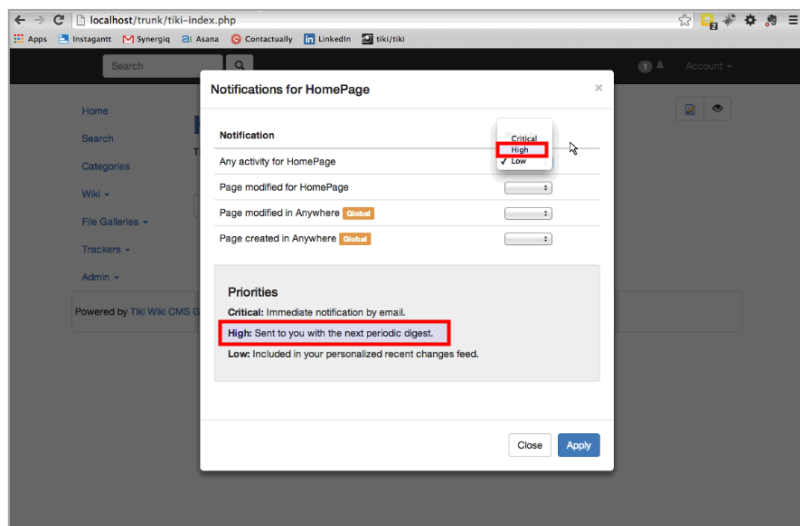 localhost/trunk/tiki-index.php
Apps Instagantt Synergiq Asana Contactually LinkedIn tiki/tiki
Search 1 Account
Notifications for HomePage ×
Home
Search
Categories
Wiki
File Galleries
Trackers
Admin
Notification
Critical
High
✓ Low
Any activity for HomePage
Page modified for HomePage
Page modified in Anywhere Global
Page created in Anywhere Global
Priorities
Critical: Immediate notification by email.
High: Sent to you with the next periodic digest.
Low: Included in your personalized recent changes feed.
Powered by Tiki Wiki CMS G
Close Apply